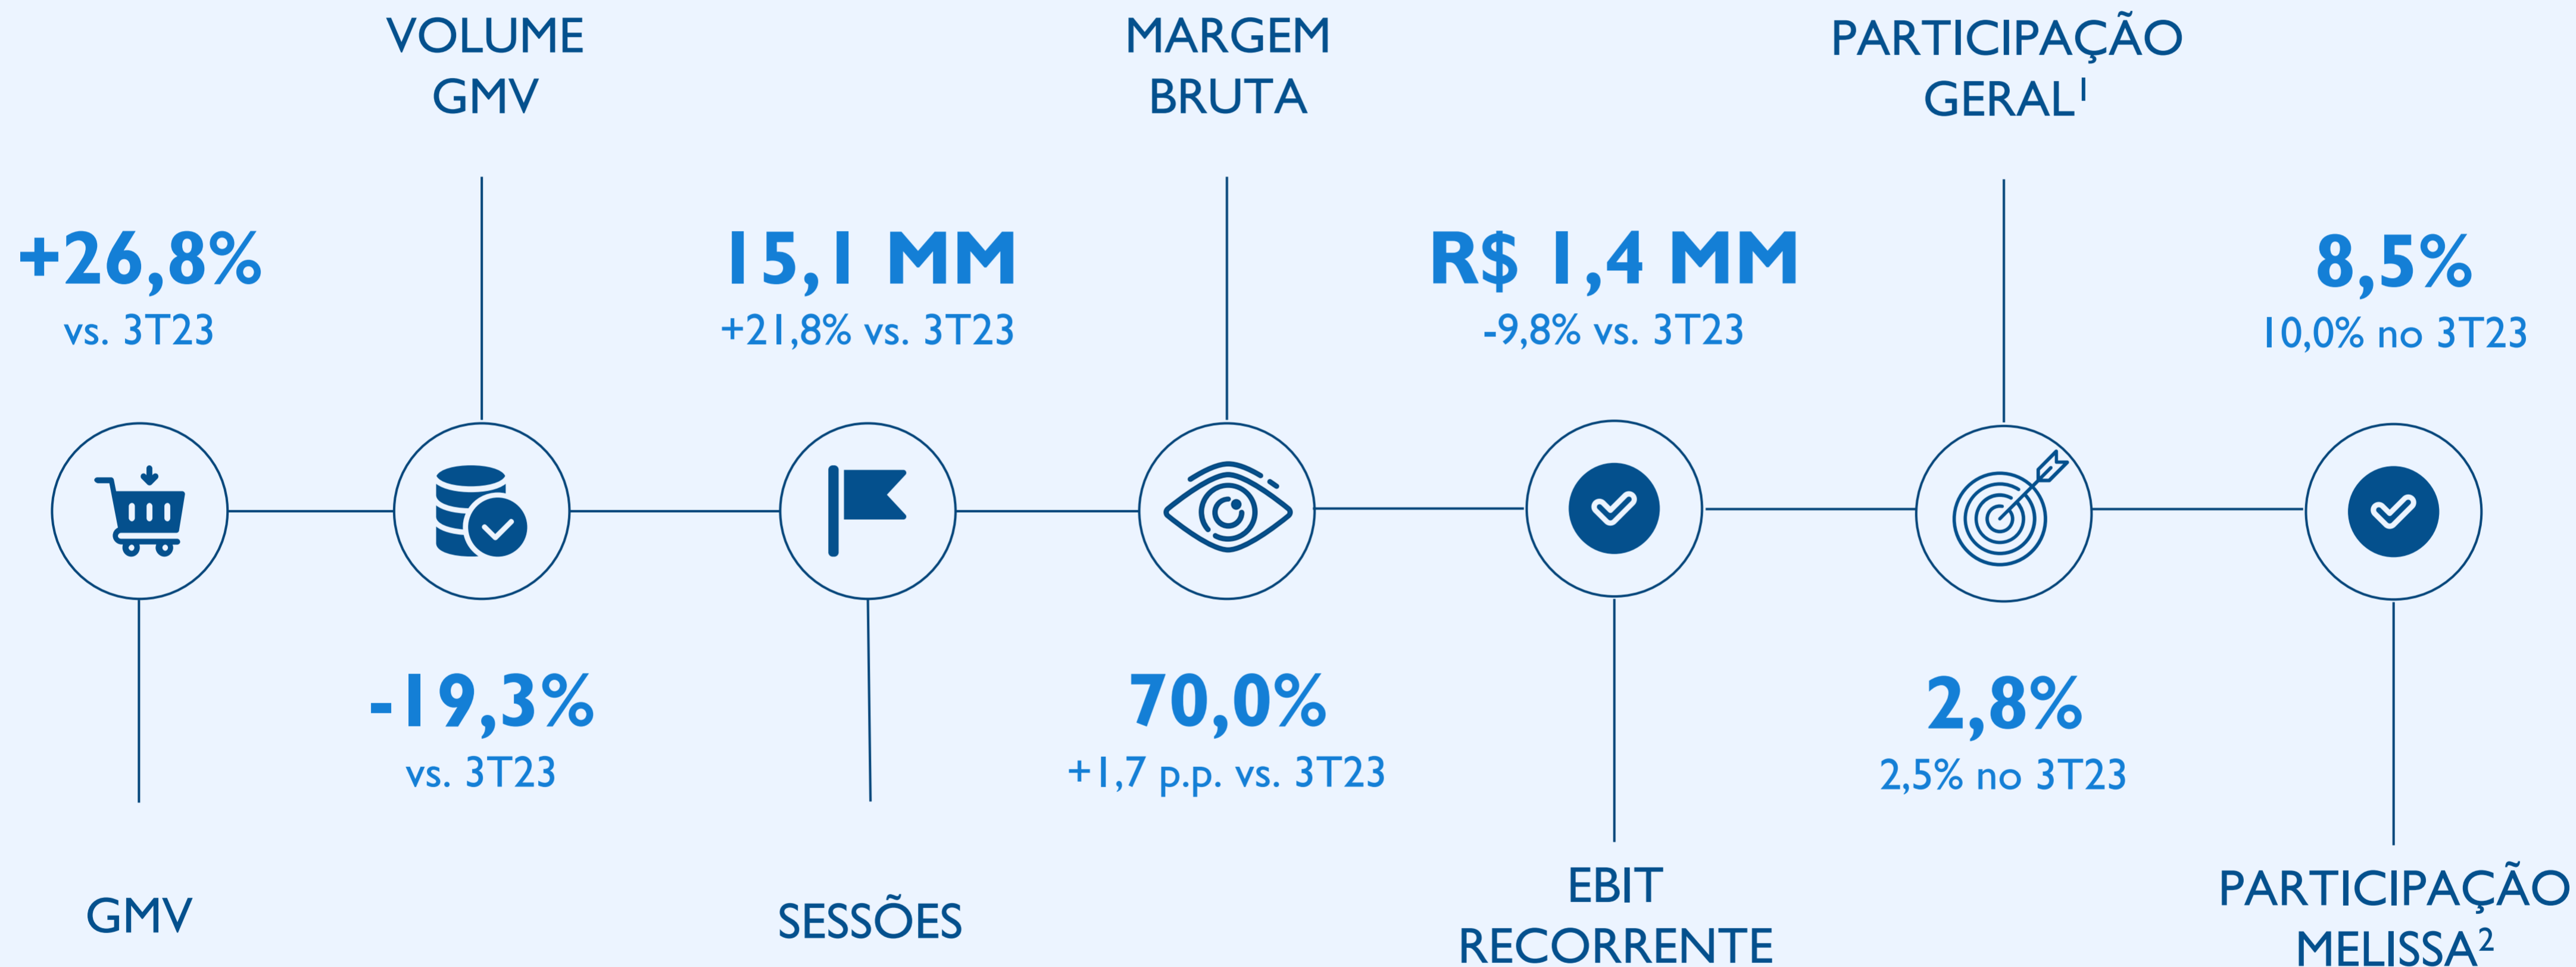 GMV
+26,8%
vs. 3T23
VOLUME
GMV
-19,3%
vs. 3T23
SESSÕES
15,1 MM
+21,8% vs. 3T23
MARGEM
BRUTA
70,0%
+1,7 p.p. vs. 3T23
EBIT
RECORRENTE
R$ 1,4 MM
-9,8% vs. 3T23
PARTICIPAÇÃO
GERAL¹
2,8%
2,5% no 3T23
PARTICIPAÇÃO
MELISSA²
8,5%
10,0% no 3T23